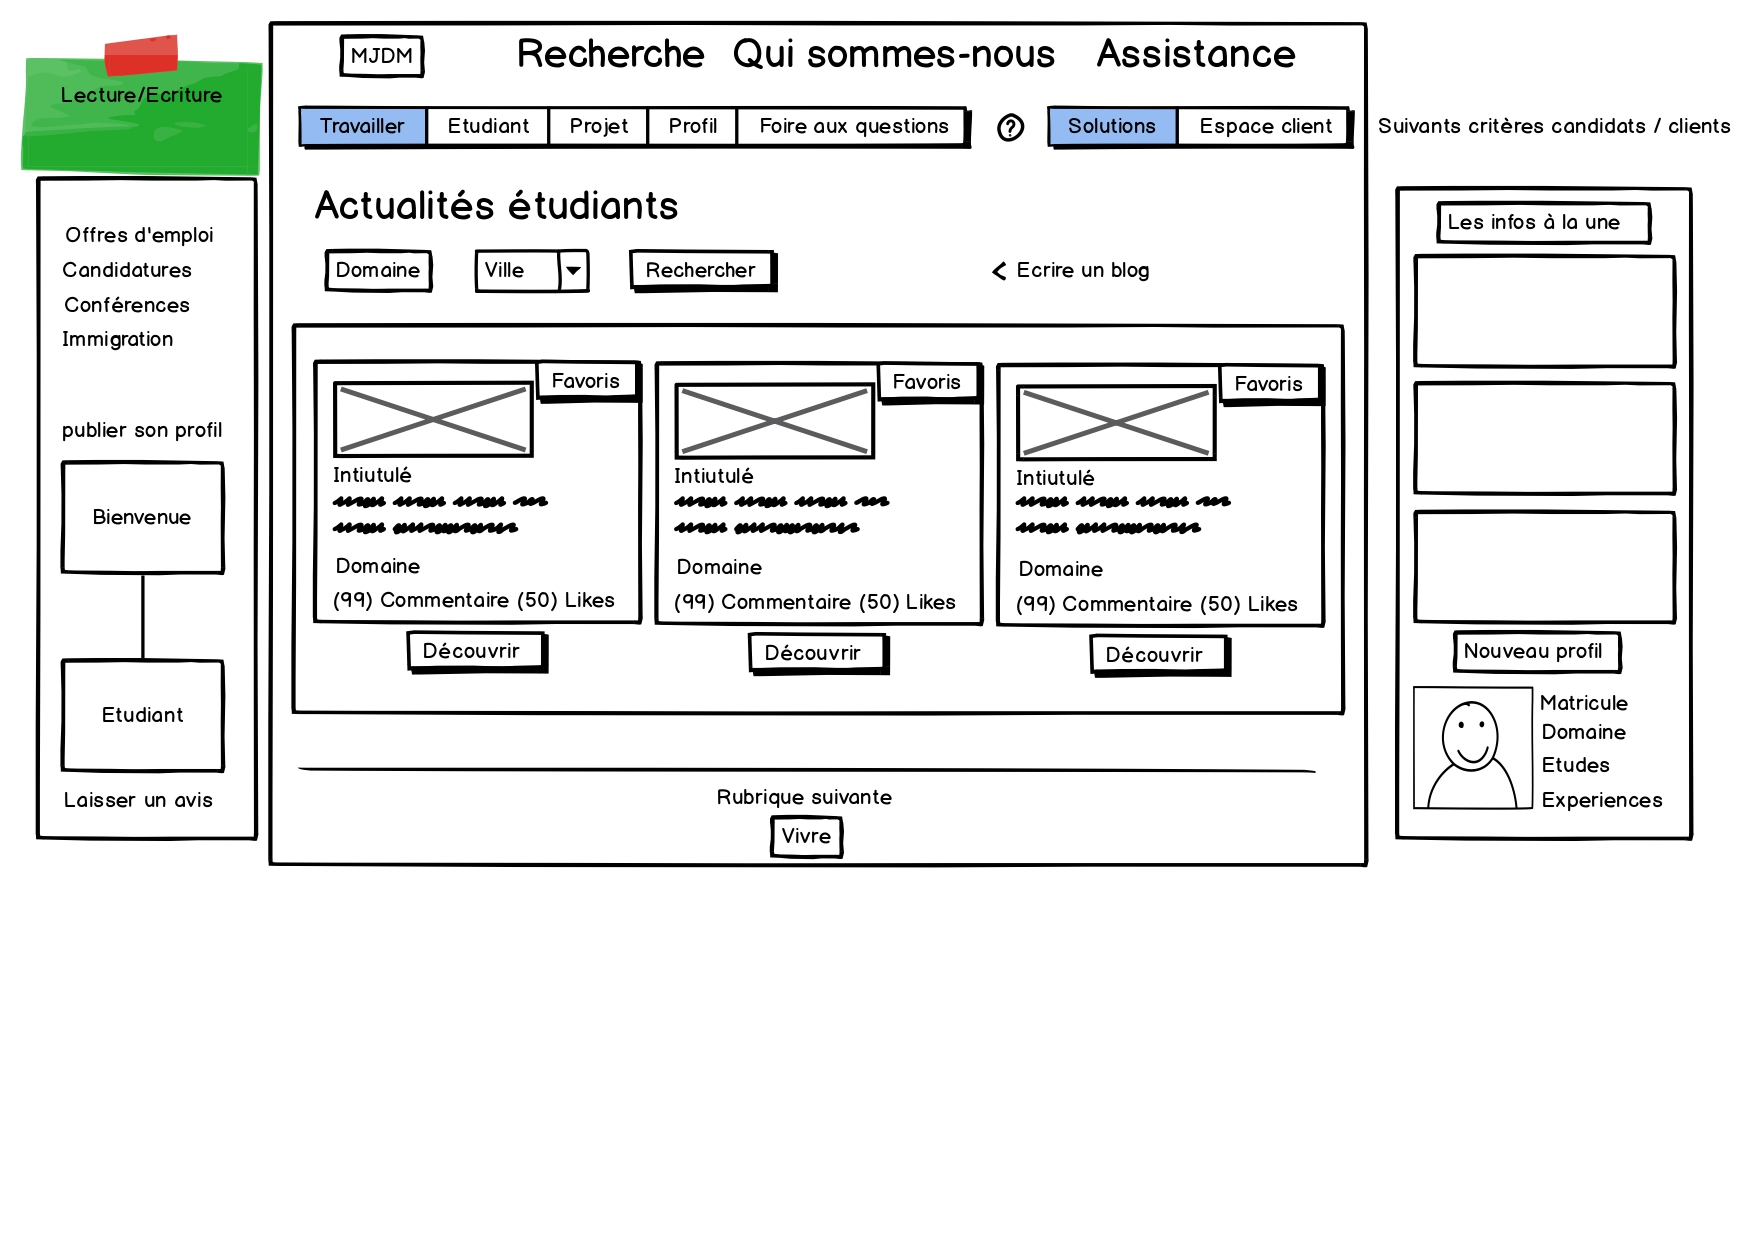 Lecture/Ecriture
MJDM
Recherche Qui sommes-nous Assistance
Travailler Etudiant Projet Profil Foire aux questions ? Solutions Espace client
Suivants critères candidats / clients
Offres d'emploi
Candidatures
Conférences
Immigration
publier son profil
Bienvenue
Etudiant
Laisser un avis
Actualités étudiants
Domaine Ville Rechercher < Ecrire un blog
Favoris
Intiutulé
Domaine
(99) Commentaire (50) Likes
Découvrir
Favoris
Intiutulé
Domaine
(99) Commentaire (50) Likes
Découvrir
Favoris
Intiutulé
Domaine
(99) Commentaire (50) Likes
Découvrir
Rubrique suivante
Vivre
Les infos à la une
Nouveau profil
Matricule
Domaine
Etudes
Experiences